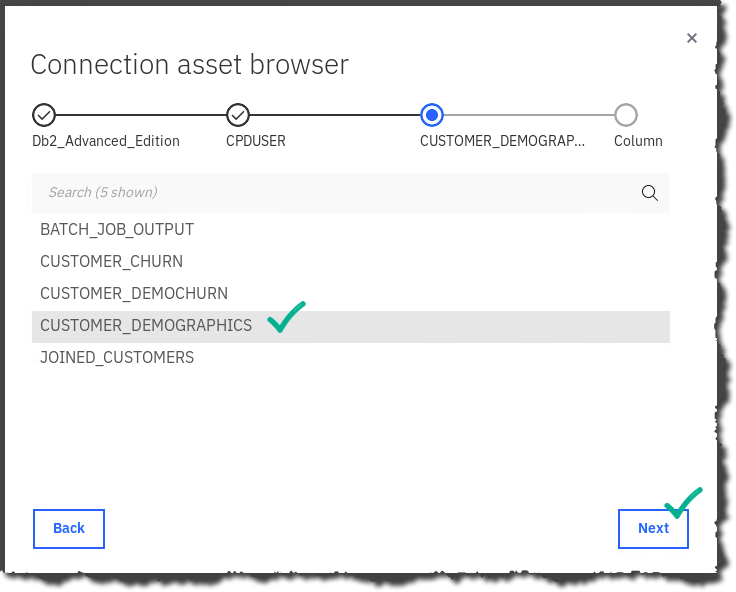 Connection asset browser
Db2_Advanced_Edition CPDUSER CUSTOMER_DEMOGRAP... Column
Search (5 shown)
BATCH_JOB_OUTPUT
CUSTOMER_CHURN
CUSTOMER_DEMOCHURN
CUSTOMER_DEMOGRAPHICS
JOINED_CUSTOMERS
Back Next